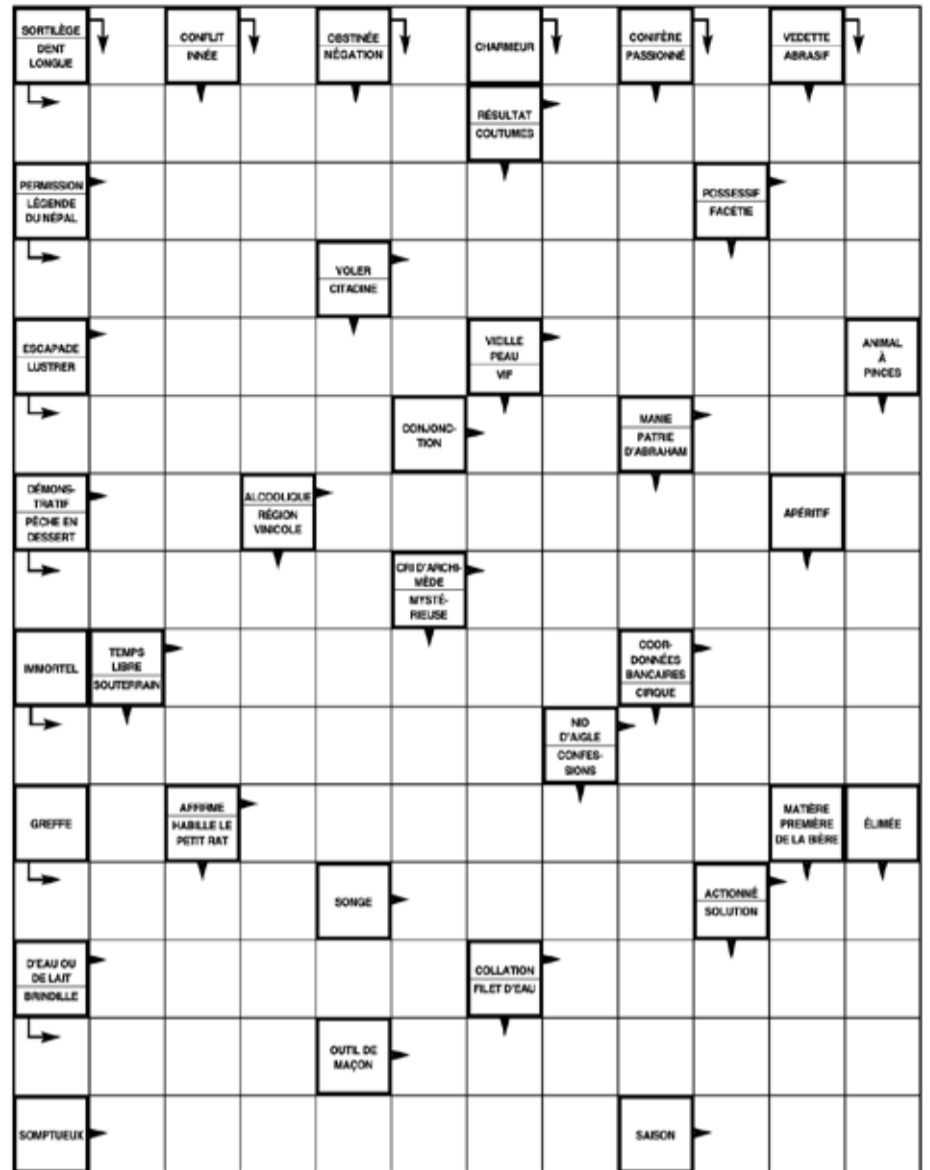 SORTILÈGE
DENT
LONGUE
CONFLIT
INNÉE
OBSTINÉE
NÉGATION
CHARMEUR
CONIFÈRE
PASSIONNÉ
VEDETTE
ABRASIF
RÉSULTAT
COUTUMES
PERMISSION
LÉGENDE
DU NÉPAL
POSSESSIF
FACÉTIE
VOLER
CITADINE
ESCAPADE
LUSTRER
VIEILLE
PEAU
VIF
ANIMAL
À
PINCES
CONJONC-
TION
MANIE
PATRIE
D'ABRAHAM
DÉMONS-
TRATIF
PÊCHE EN
DESSERT
ALCOOLIQUE
RÉGION
VINICOLE
APÉRITIF
CRI D'ARCHI-
MÈDE
MYSTÉ-
RIEUSE
IMMORTEL
TEMPS
LIBRE
SOUTERRAIN
COOR-
DONNÉES
BANCAIRES
CIRQUE
NID
D'AIGLE
CONFES-
SIONS
GREFFE
AFFIRME
HABILLE LE
PETIT RAT
MATIÈRE
PREMIÈRE
DE LA BIÈRE
ÉLIMÉE
SONGE
ACTIONNÉ
SOLUTION
D'EAU OU
DE LAIT
BRINDILLE
COLLATION
FILET D'EAU
OUTIL DE
MAÇON
SOMPTUEUX
SAISON